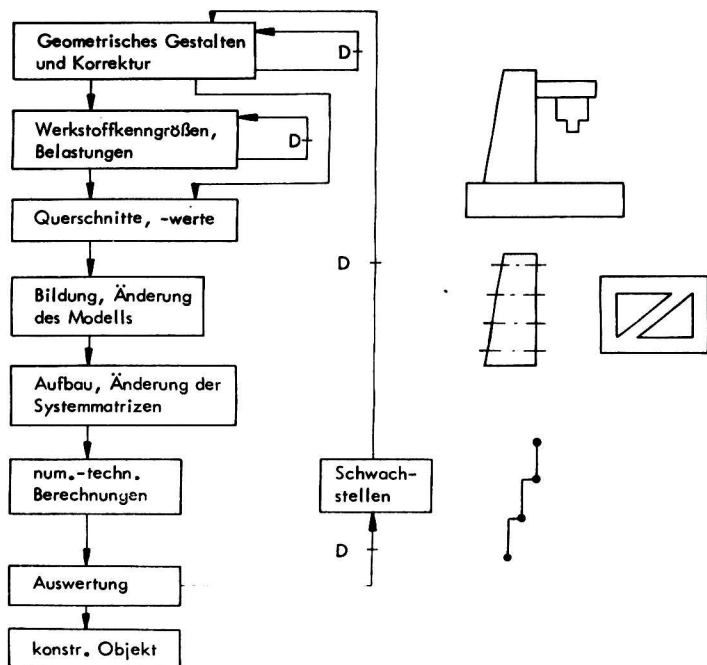 Geometrisches Gestalten
und Korrektur
D
Werkstoffkenngrößen,
Belastungen
D
Querschnitte, -werte
D
Bildung, Änderung
des Modells
Aufbau, Änderung der
Systemmatrizen
num.-techn.
Berechnungen
Schwach-
stellen
D
Auswertung
konstr. Objekt